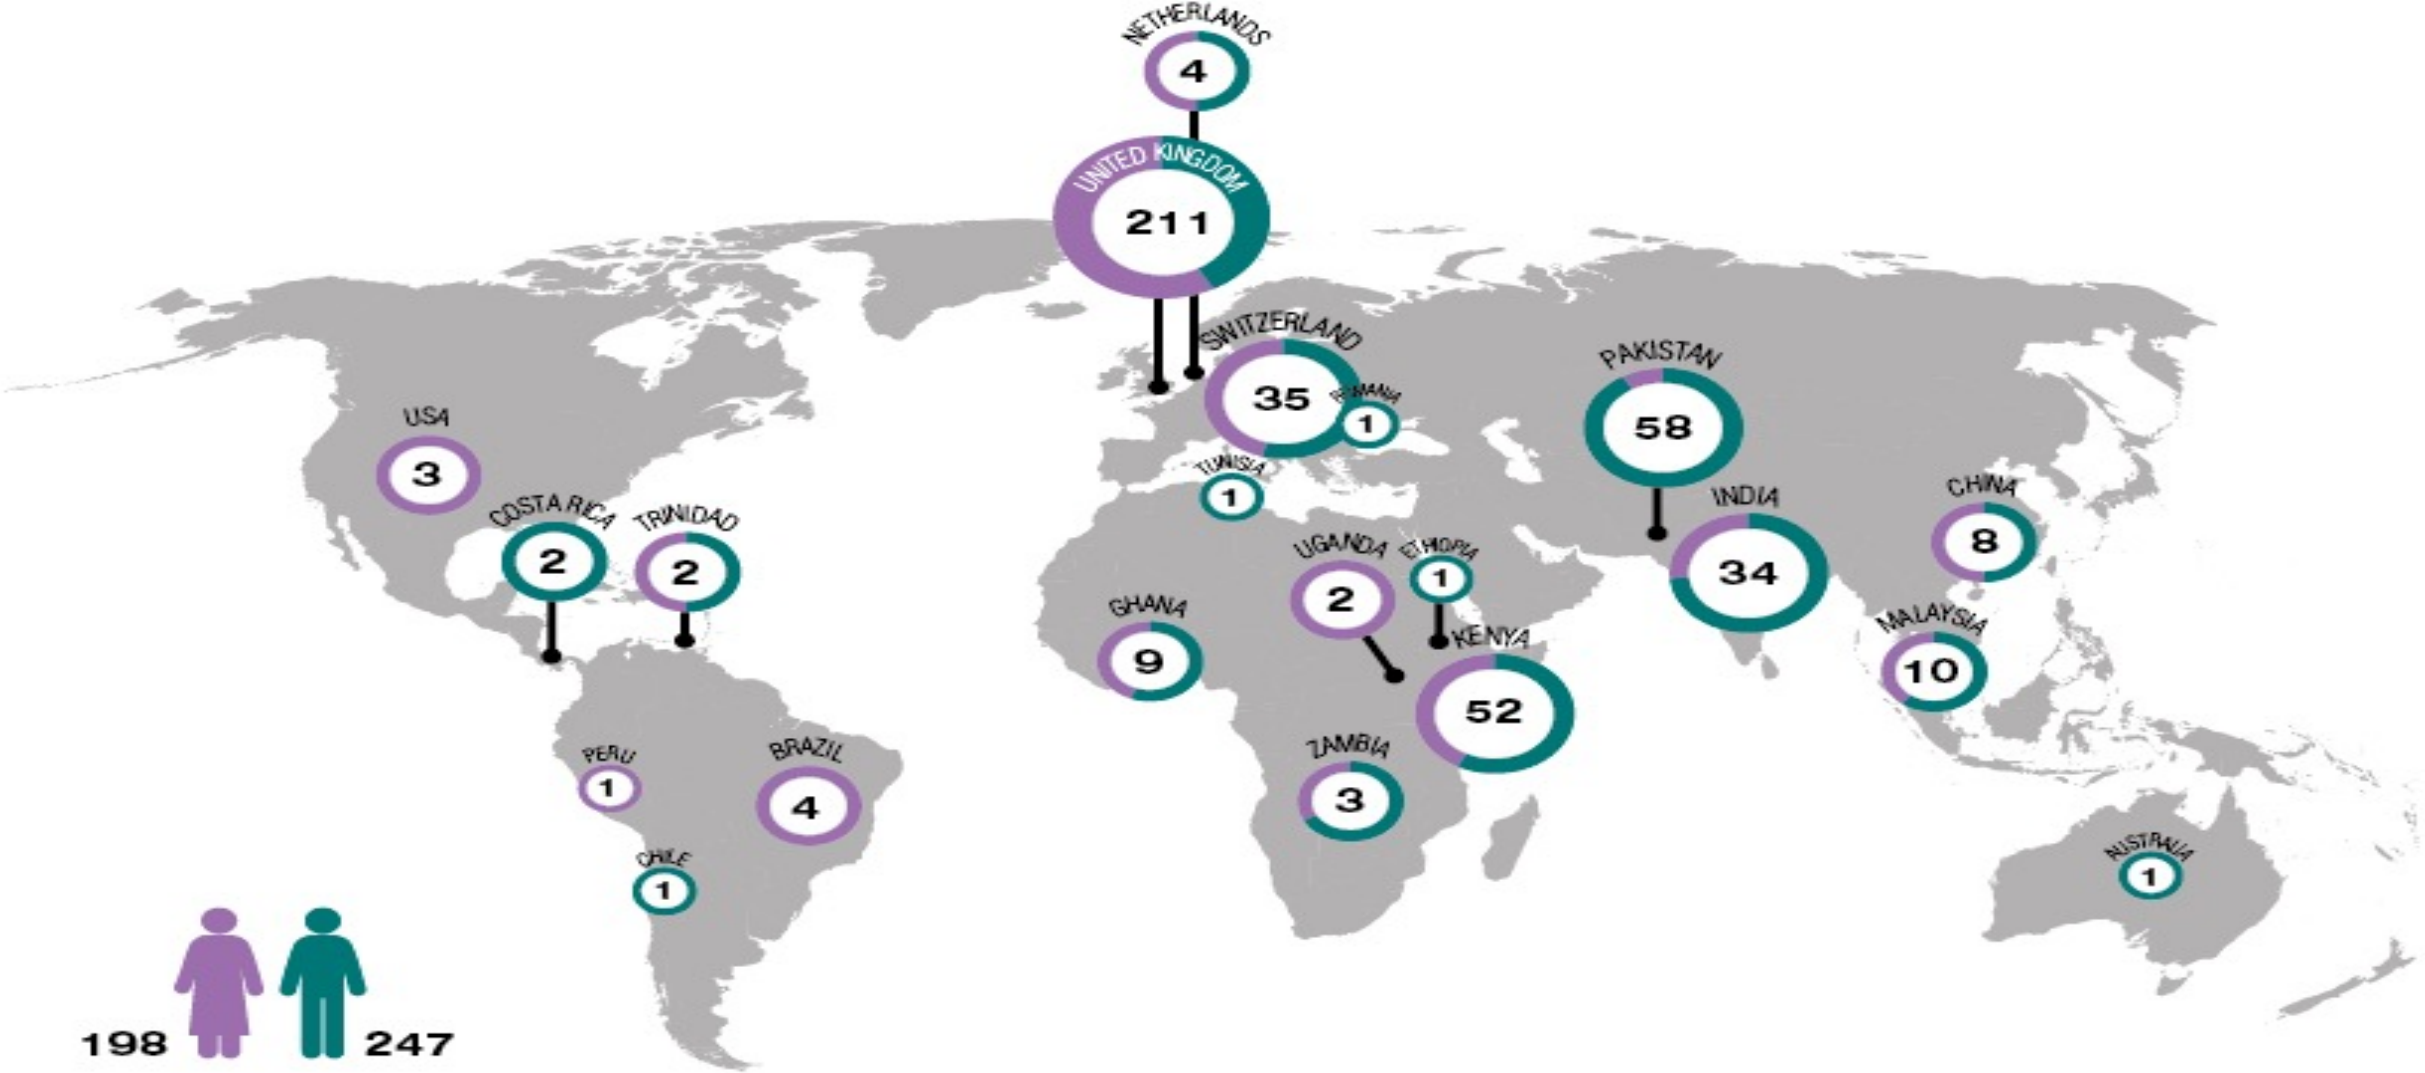 NETHERLANDS
4
UNITED KINGDOM
211
SWITZERLAND
35
ROMANIA
1
PAKISTAN
58
USA
3
TUNISIA
1
INDIA
34
CHINA
8
COSTA RICA
2
TRINIDAD
2
UGANDA
2
ETHIOPIA
1
GHANA
9
KENYA
52
MALAYSIA
10
PERU
1
BRAZIL
4
ZAMBIA
3
CHILE
1
AUSTRALIA
1
198
247